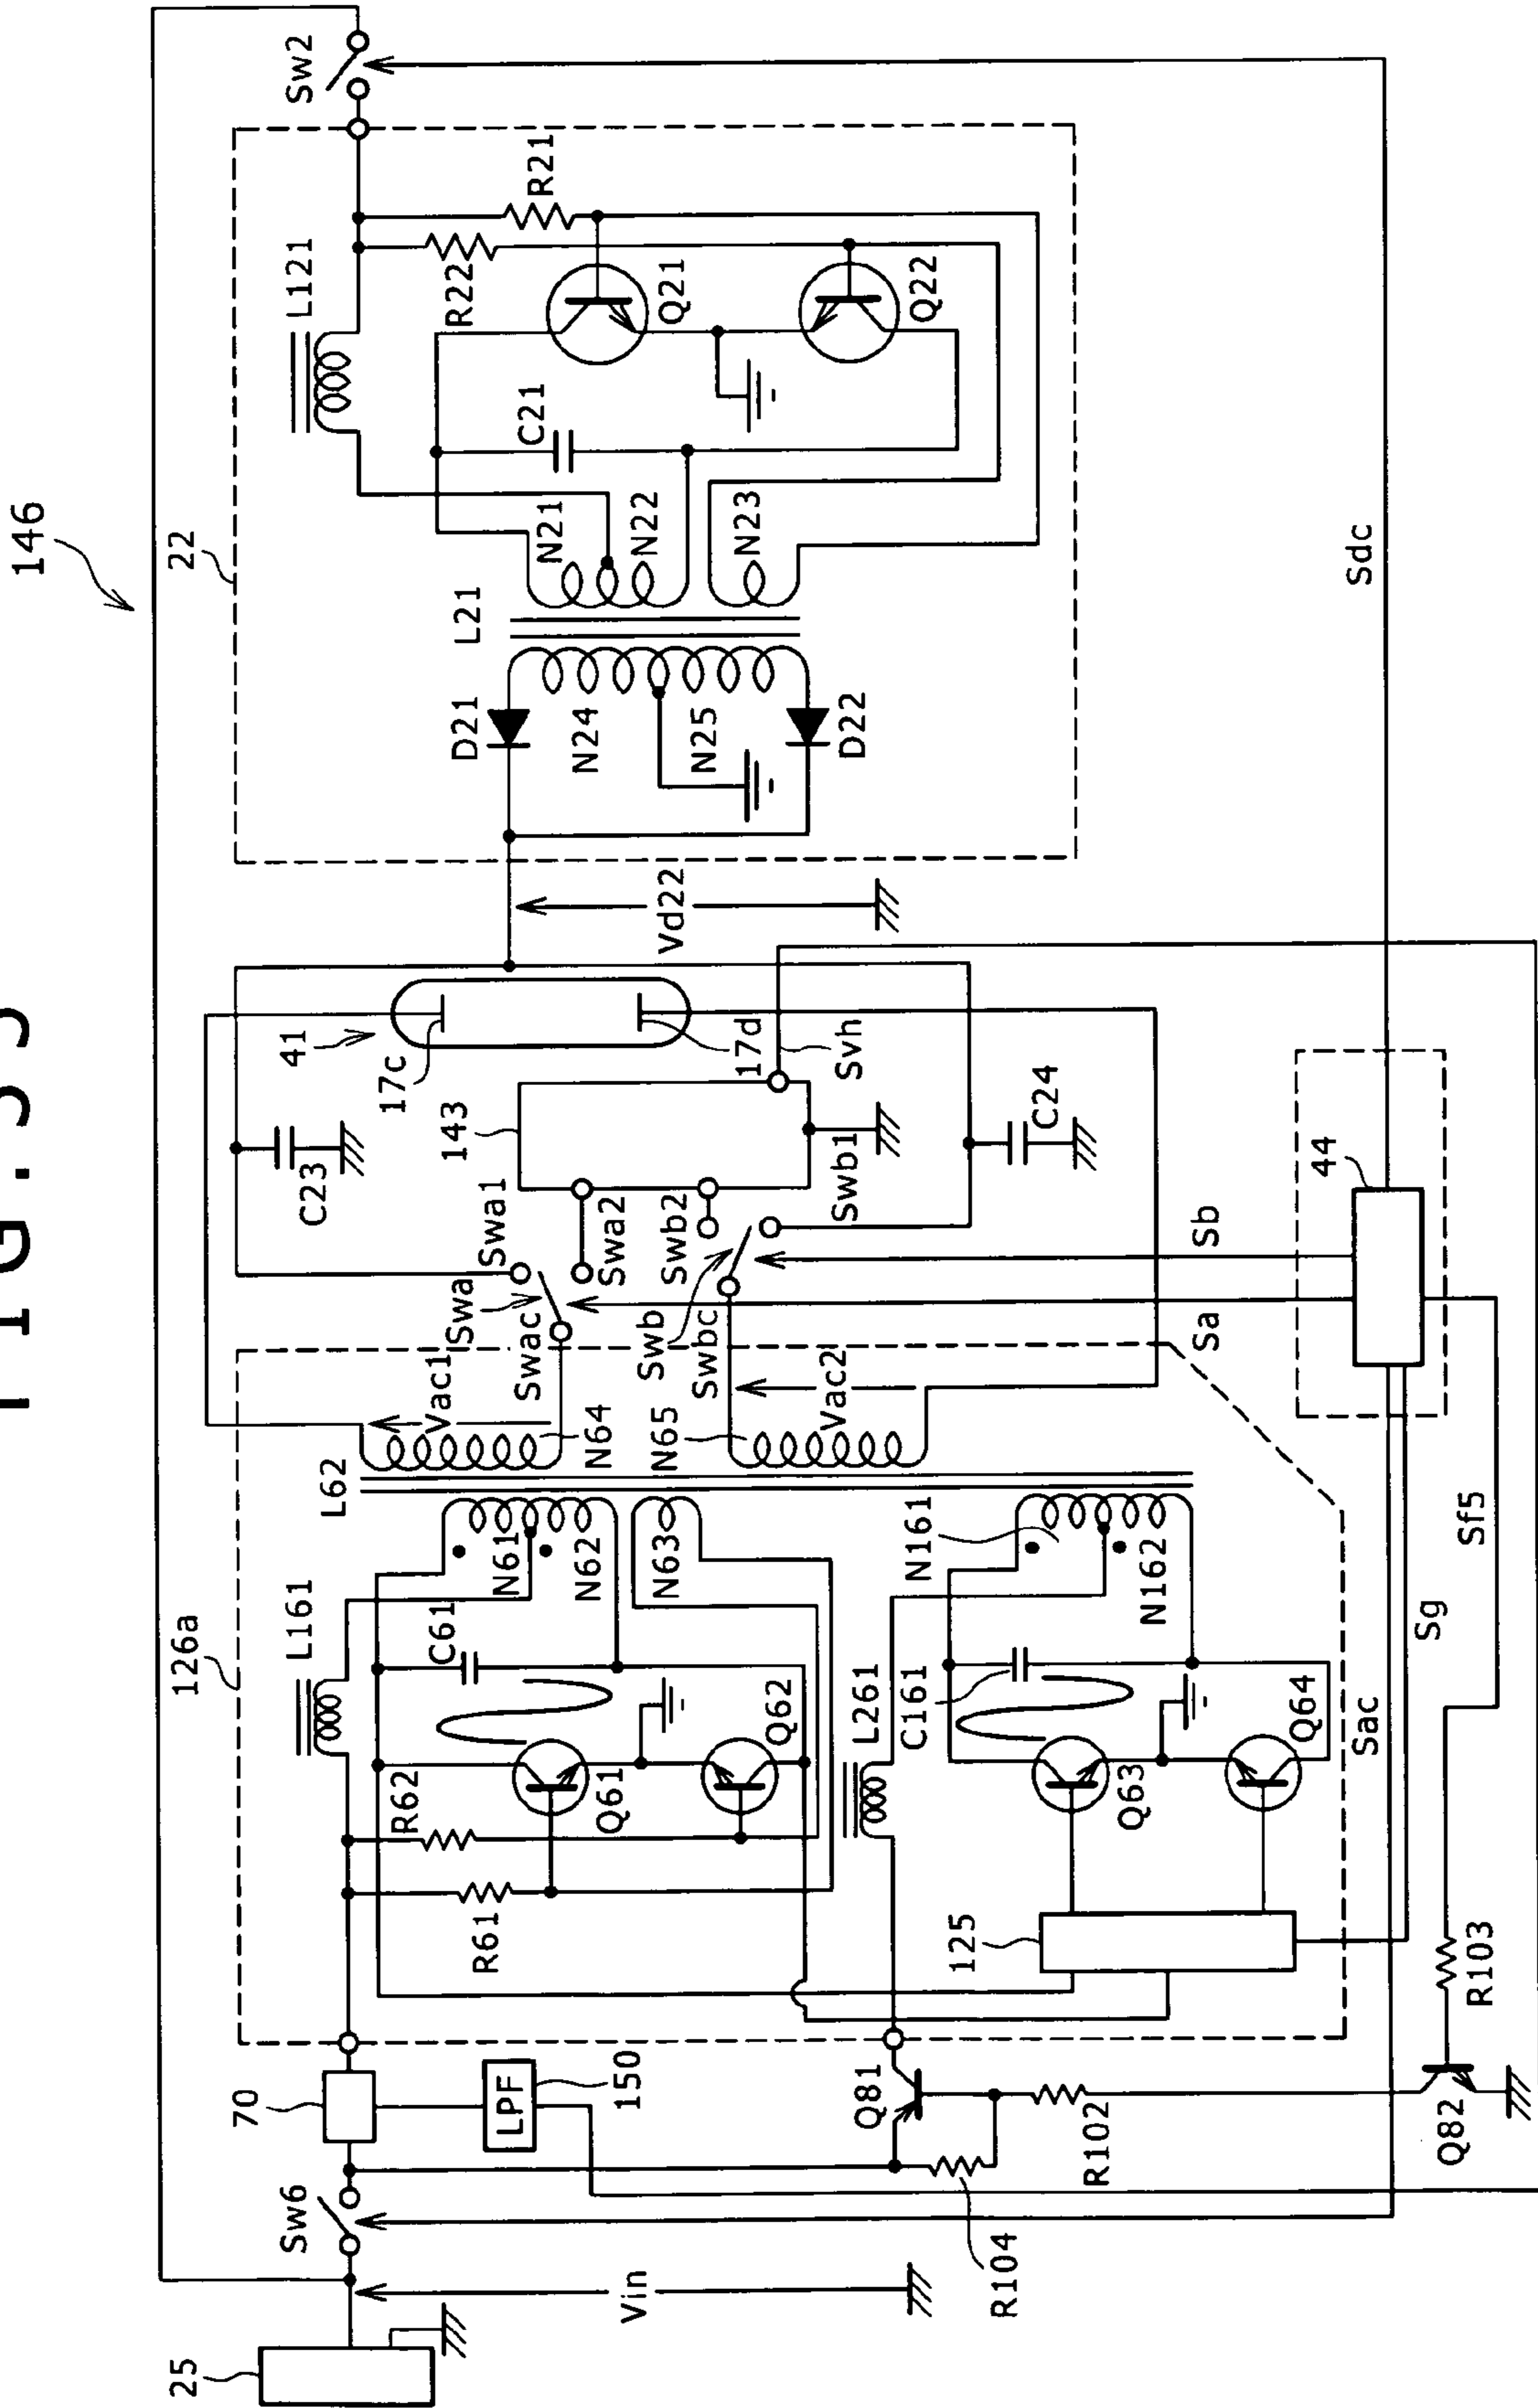 FIG.55
146
22
Sw2
L121
R22
R21
Q21
Q22
C21
N21
N22
N23
L21
D21
N24
N25
D22
Vd22
41
17c
17d
Svh
143
C23
C24
Swa1
Swa2
Swb2
Swb1
Swa
Swac
Swb
Swbc
44
Sb
Sa
Sdc
126a
Vac1
Vac2
N64
N65
L62
N61
N62
N63
N161
N162
L161
C61
R62
R61
Q61
Q62
L261
C161
Q63
Q64
125
Sac
Sg
Sf5
70
LPF
150
Q81
R102
R103
Q82
R104
Sw6
Vin
25